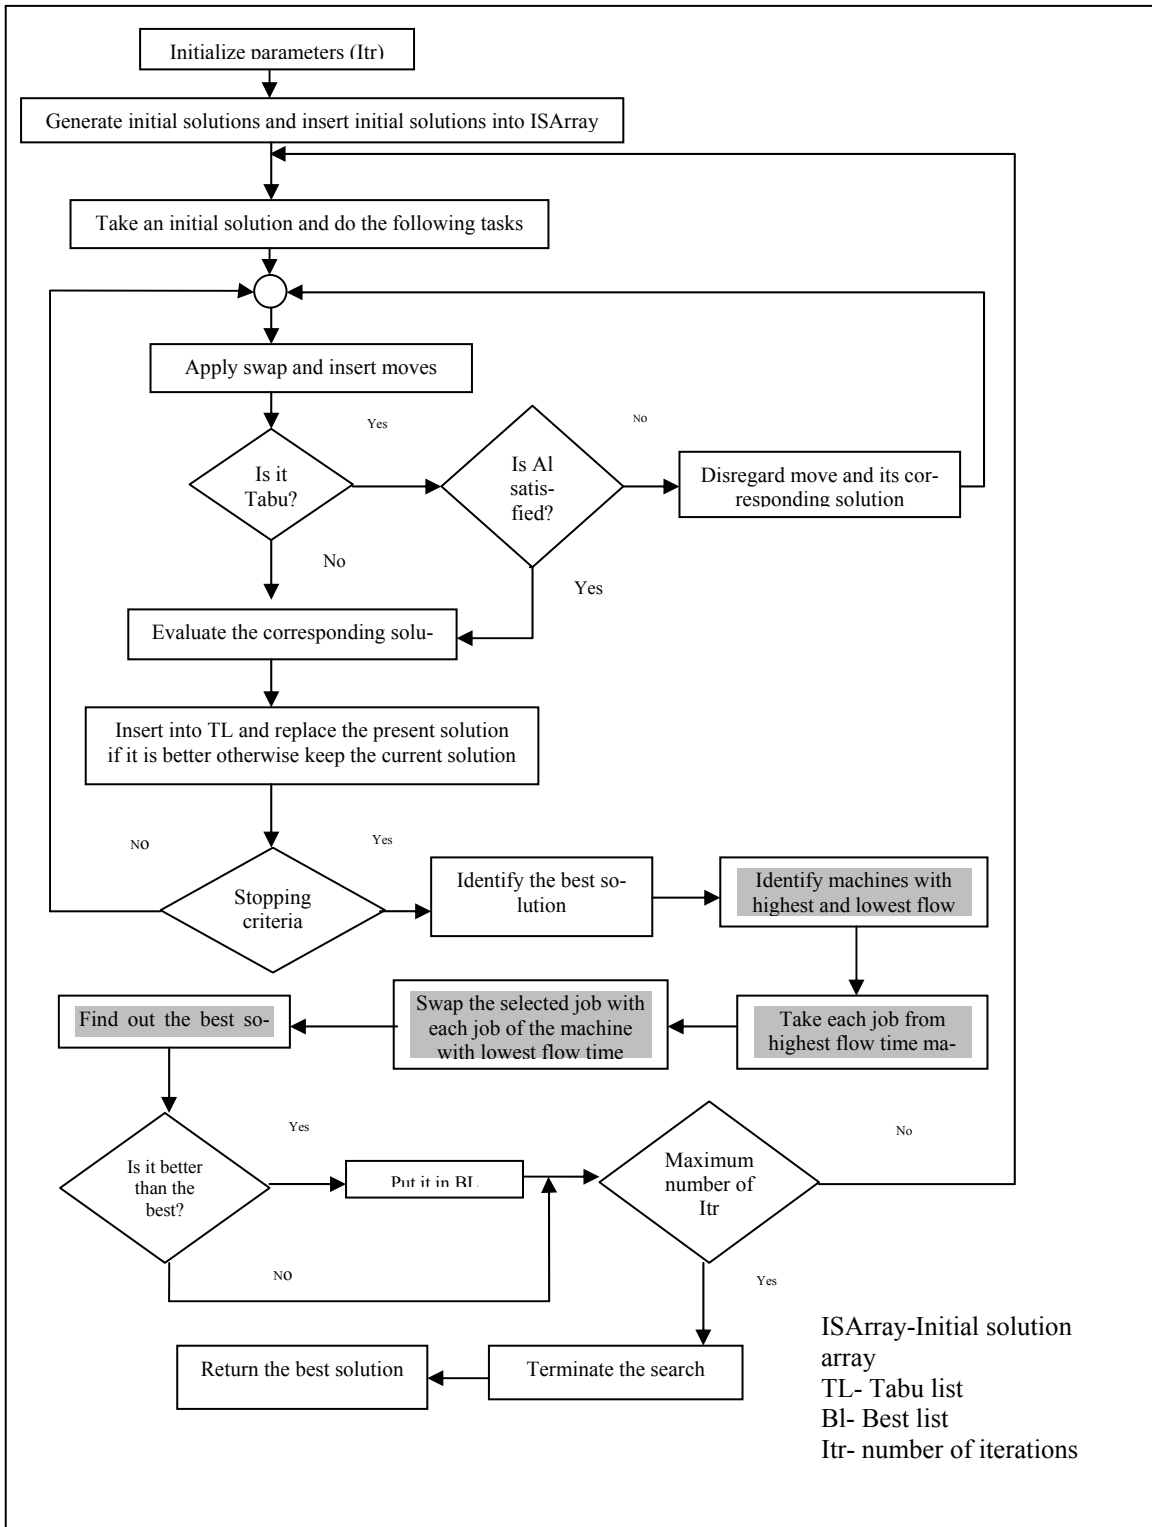 Initialize parameters (Itr)
Generate initial solutions and insert initial solutions into ISArray
Take an initial solution and do the following tasks
Apply swap and insert moves
Is it
Tabu?
Yes
Is Al
satis-
fied?
No
Disregard move and its cor-
responding solution
No
Yes
Evaluate the corresponding solu-
Insert into TL and replace the present solution
if it is better otherwise keep the current solution
NO
Yes
Stopping
criteria
Identify the best so-
lution
Identify machines with
highest and lowest flow
Take each job from
highest flow time ma-
Swap the selected job with
each job of the machine
with lowest flow time
Find out the best so-
Is it better
than the
best?
Yes
Put it in BL
NO
Maximum
number of
Itr
No
Yes
Terminate the search
Return the best solution
ISArray-Initial solution
array
TL- Tabu list
Bl- Best list
Itr- number of iterations